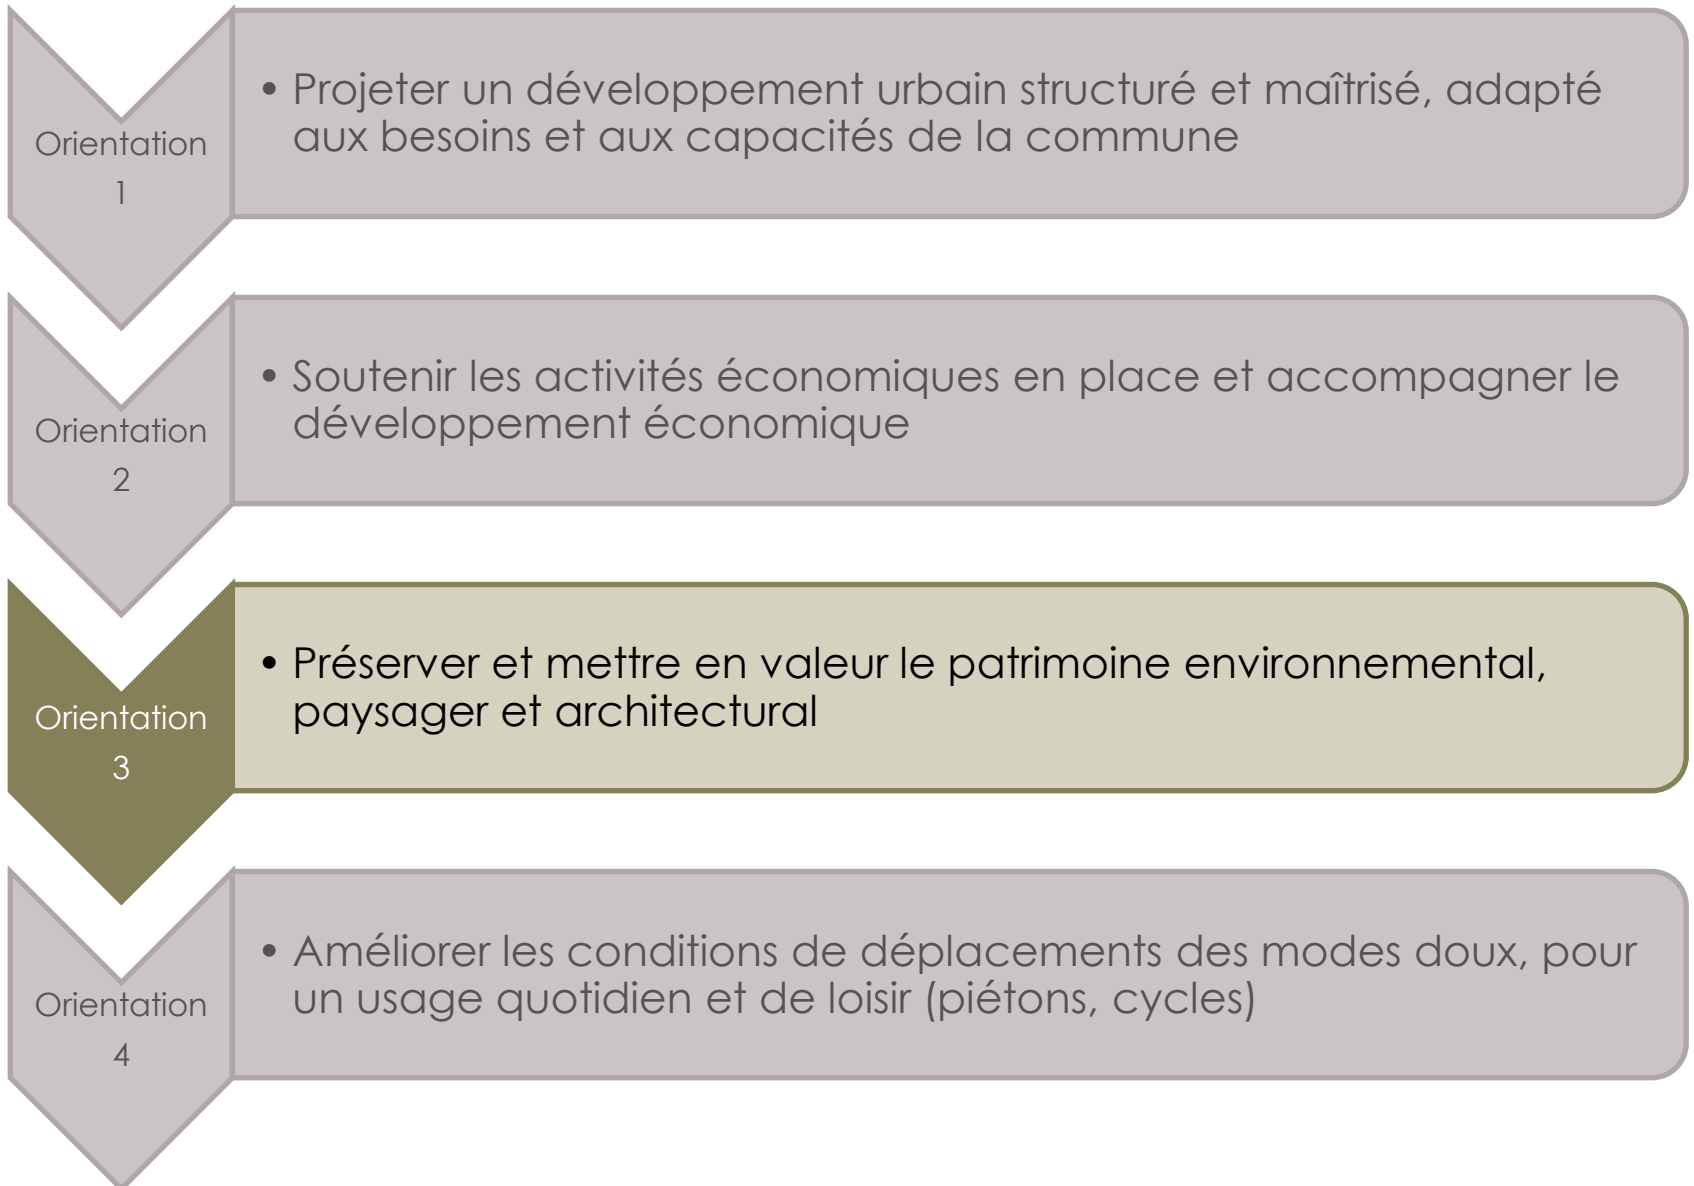 Orientation
1
• Projeter un développement urbain structuré et maîtrisé, adapté
aux besoins et aux capacités de la commune
Orientation
2
• Soutenir les activités économiques en place et accompagner le
développement économique
Orientation
3
• Préserver et mettre en valeur le patrimoine environnemental,
paysager et architectural
Orientation
4
• Améliorer les conditions de déplacements des modes doux, pour
un usage quotidien et de loisir (piétons, cycles)